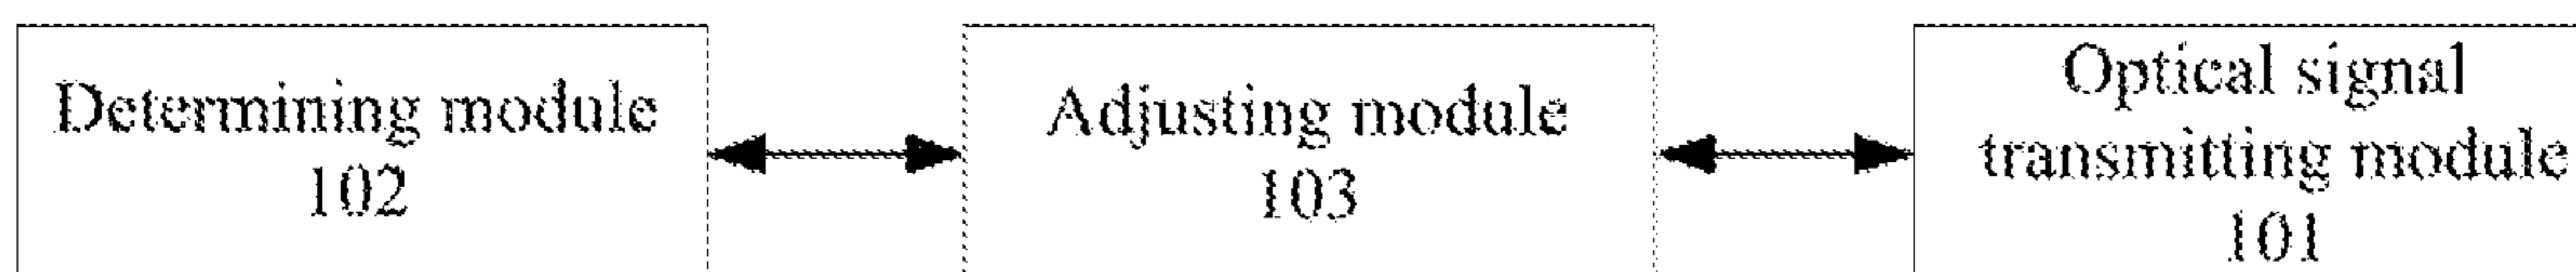 Determining module
102
Adjusting module
103
Optical signal
transmitting module
101